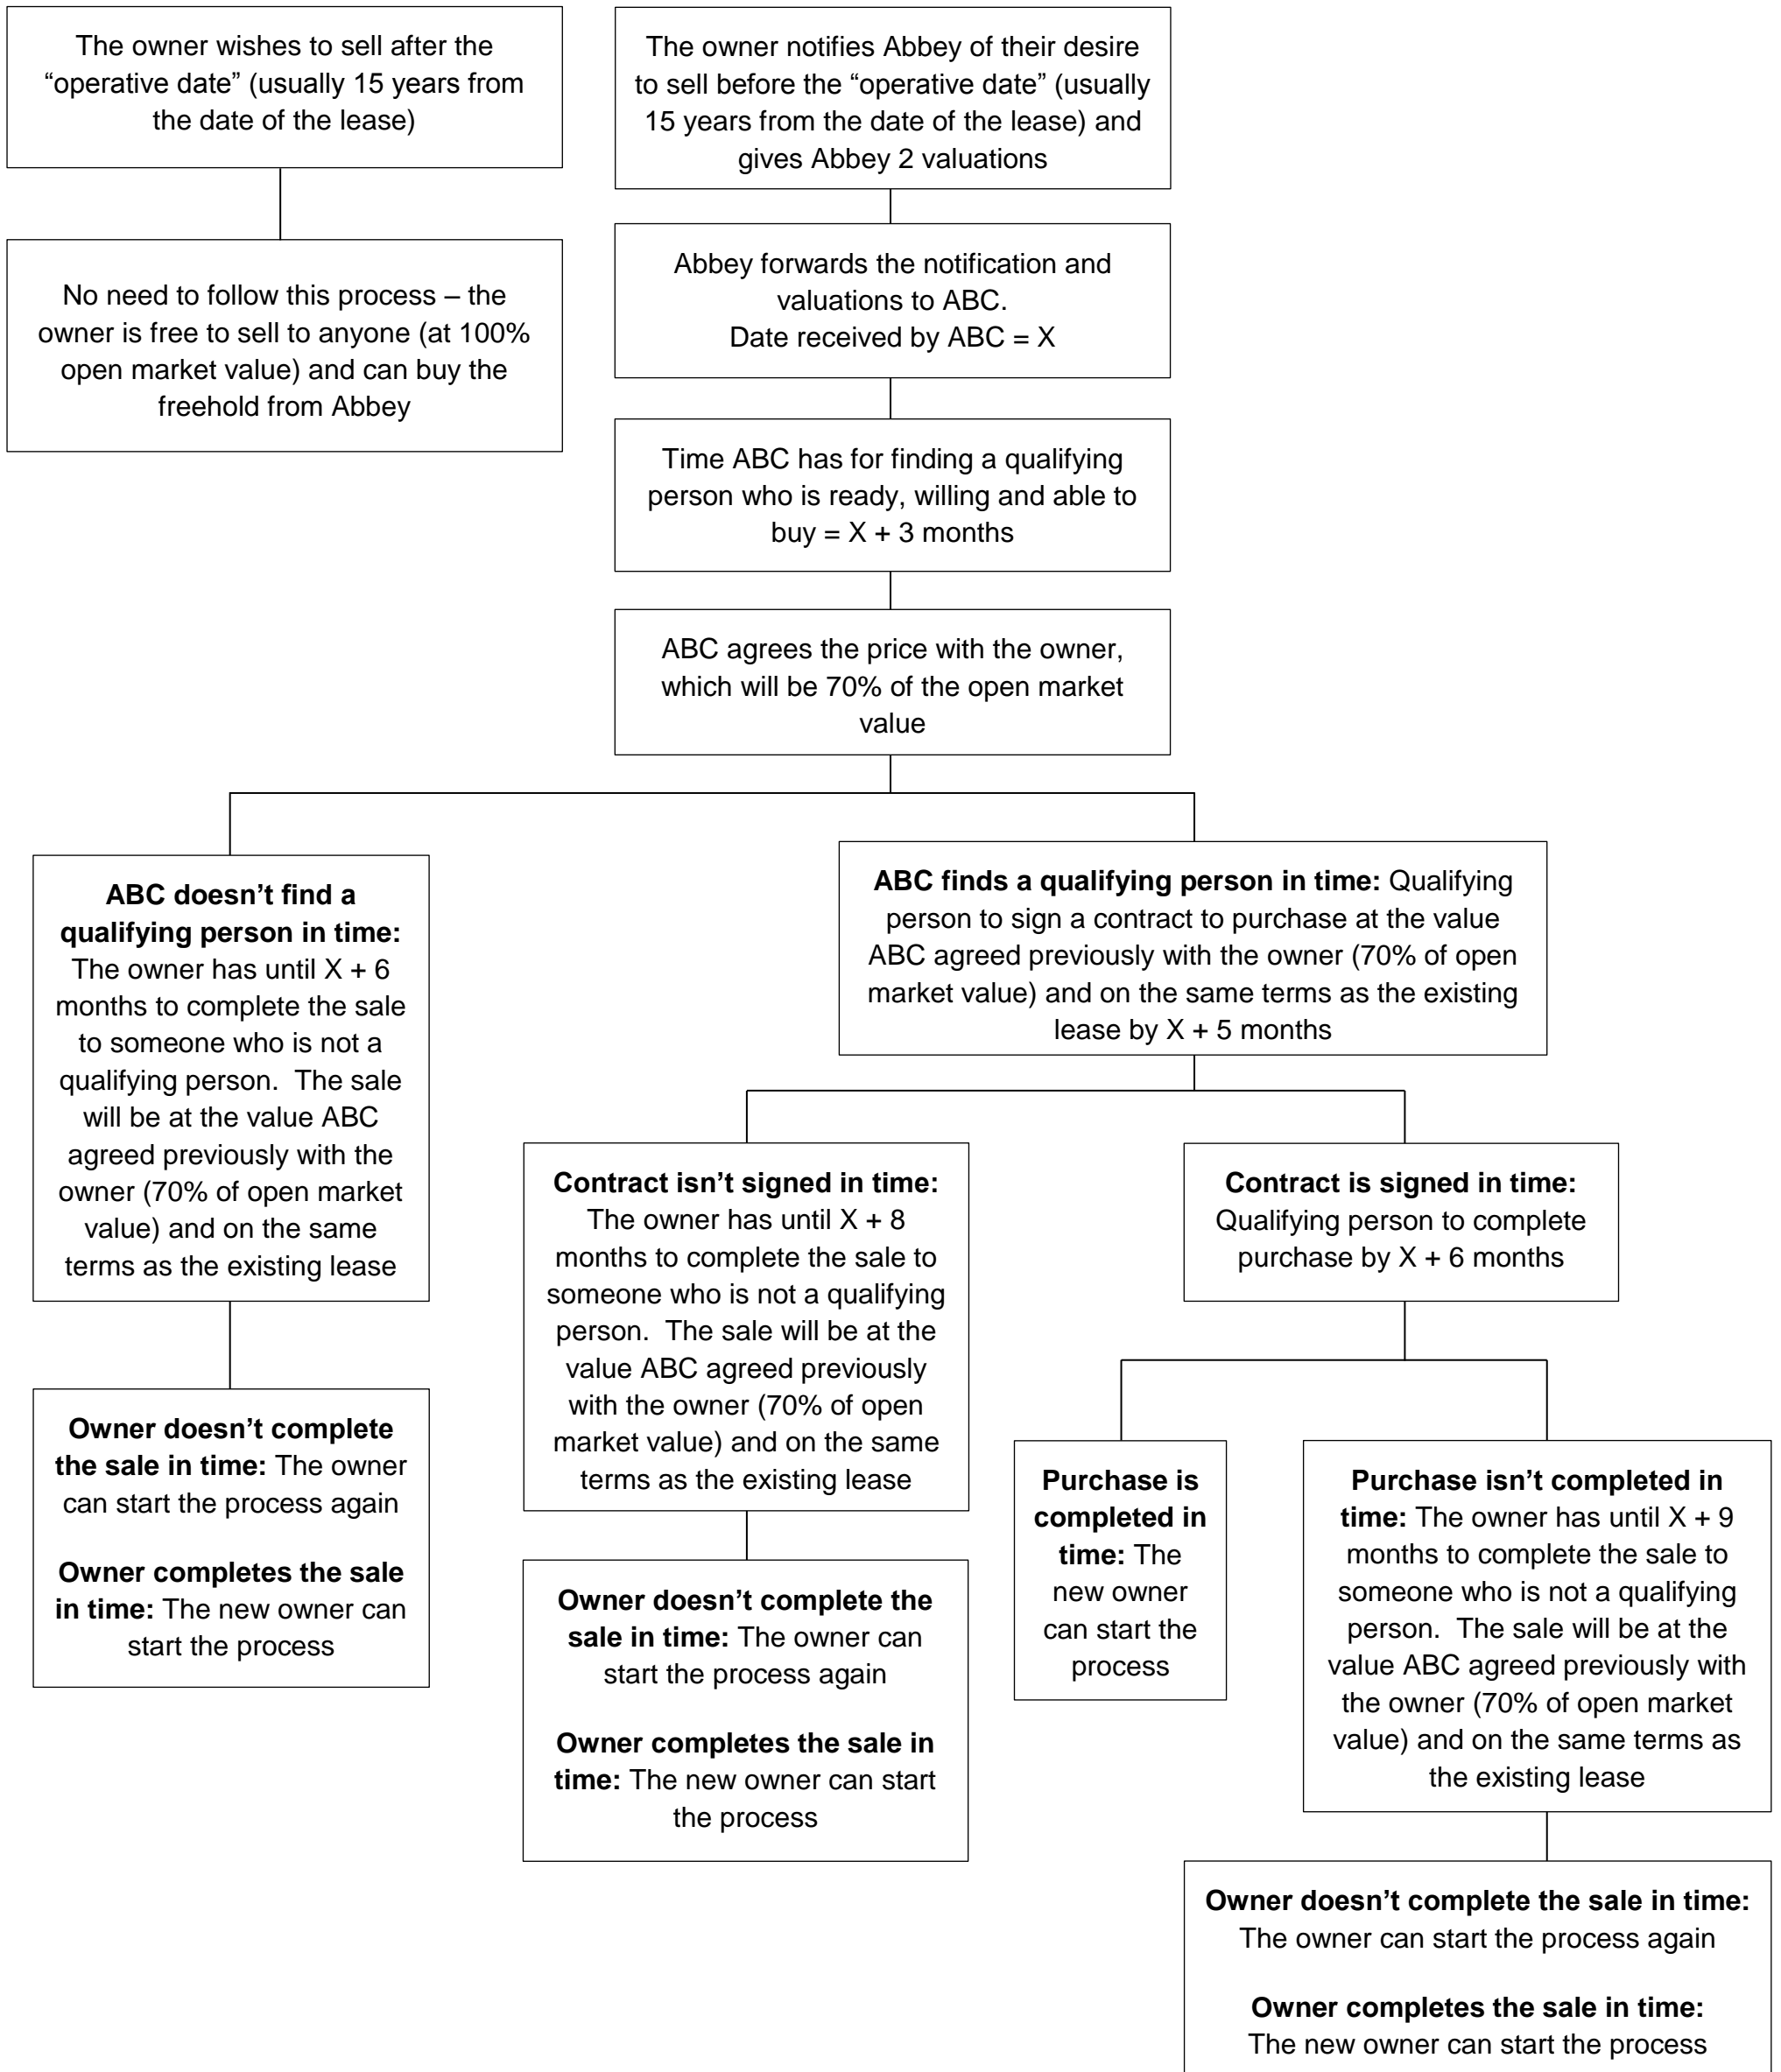 The owner wishes to sell after the
“operative date” (usually 15 years from
the date of the lease)
No need to follow this process – the
owner is free to sell to anyone (at 100%
open market value) and can buy the
freehold from Abbey
The owner notifies Abbey of their desire
to sell before the “operative date” (usually
15 years from the date of the lease) and
gives Abbey 2 valuations
Abbey forwards the notification and
valuations to ABC.
Date received by ABC = X
Time ABC has for finding a qualifying
person who is ready, willing and able to
buy = X + 3 months
ABC agrees the price with the owner,
which will be 70% of the open market
value
ABC doesn’t find a
qualifying person in time:
The owner has until X + 6
months to complete the sale
to someone who is not a
qualifying person.  The sale
will be at the value ABC
agreed previously with the
owner (70% of open market
value) and on the same
terms as the existing lease
Owner doesn’t complete
the sale in time: The owner
can start the process again
Owner completes the sale
in time: The new owner can
start the process
ABC finds a qualifying person in time: Qualifying
person to sign a contract to purchase at the value
ABC agreed previously with the owner (70% of open
market value) and on the same terms as the existing
lease by X + 5 months
Contract isn’t signed in time:
The owner has until X + 8
months to complete the sale to
someone who is not a qualifying
person.  The sale will be at the
value ABC agreed previously
with the owner (70% of open
market value) and on the same
terms as the existing lease
Owner doesn’t complete the
sale in time: The owner can
start the process again
Owner completes the sale in
time: The new owner can start
the process
Contract is signed in time:
Qualifying person to complete
purchase by X + 6 months
Purchase is
completed in
time: The
new owner
can start the
process
Purchase isn’t completed in
time: The owner has until X + 9
months to complete the sale to
someone who is not a qualifying
person.  The sale will be at the
value ABC agreed previously with
the owner (70% of open market
value) and on the same terms as
the existing lease
Owner doesn’t complete the sale in time:
The owner can start the process again
Owner completes the sale in time:
The new owner can start the process